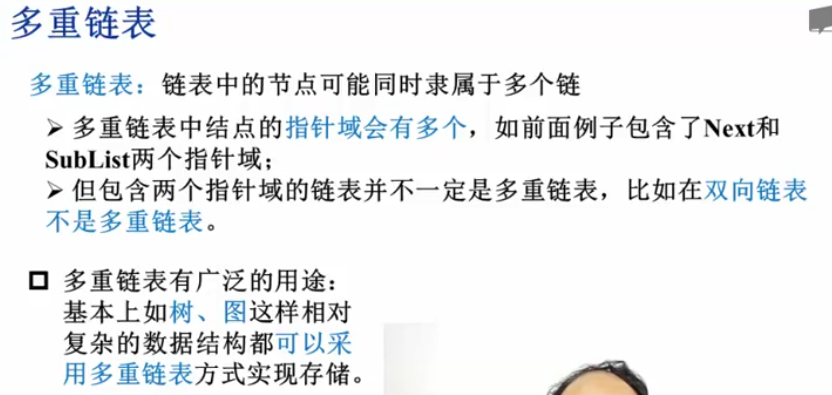 多重链表
多重链表：链表中的节点可能同时隶属于多个链
➢ 多重链表中结点的指针域会有多个，如前面例子包含了Next和
SubList两个指针域；
➢ 但包含两个指针域的链表并不一定是多重链表，比如在双向链表
不是多重链表。
多重链表有广泛的用途：
基本上如树、图这样相对
复杂的数据结构都可以采
用多重链表方式实现存储。